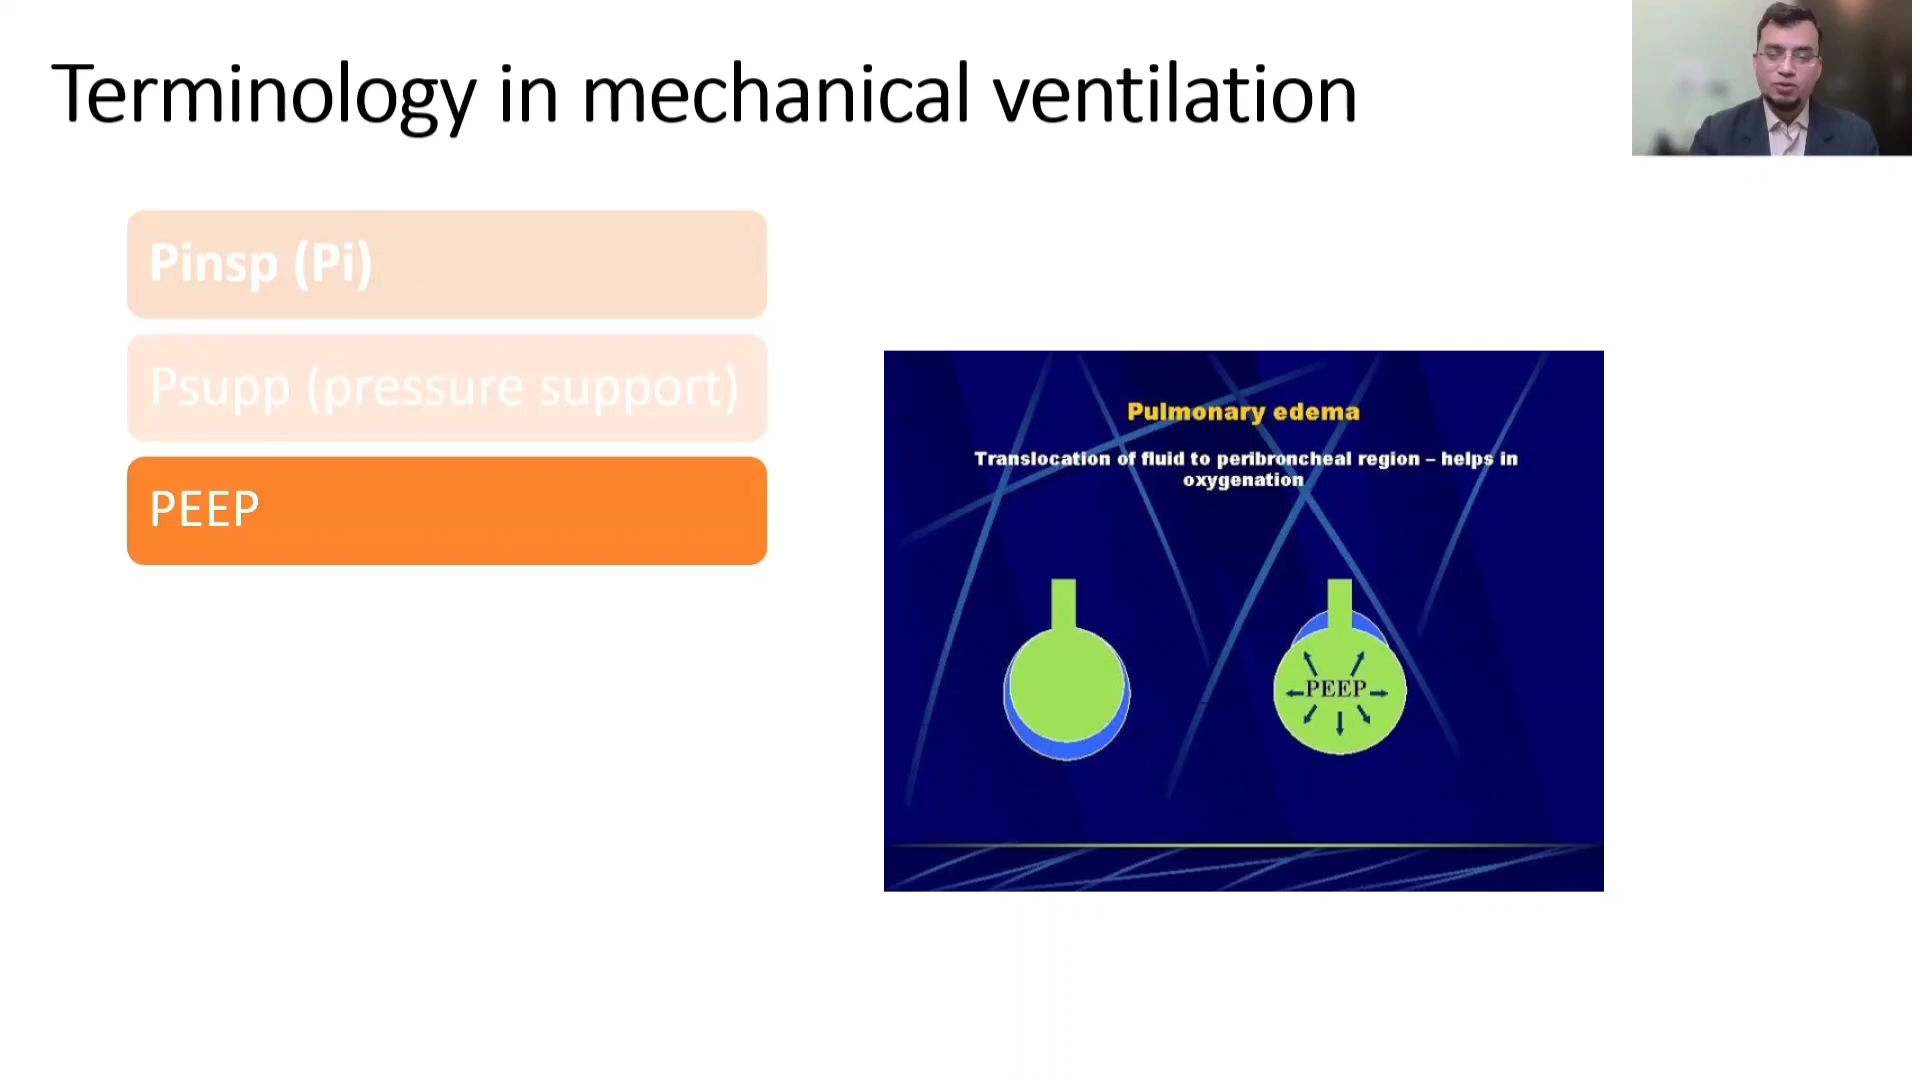 Terminology in mechanical ventilation
Pinsp (Pi)
Psupp (pressure support)
PEEP
Pulmonary edema
Translocation of fluid to peribroncheal region – helps in
oxygenation
PEEP